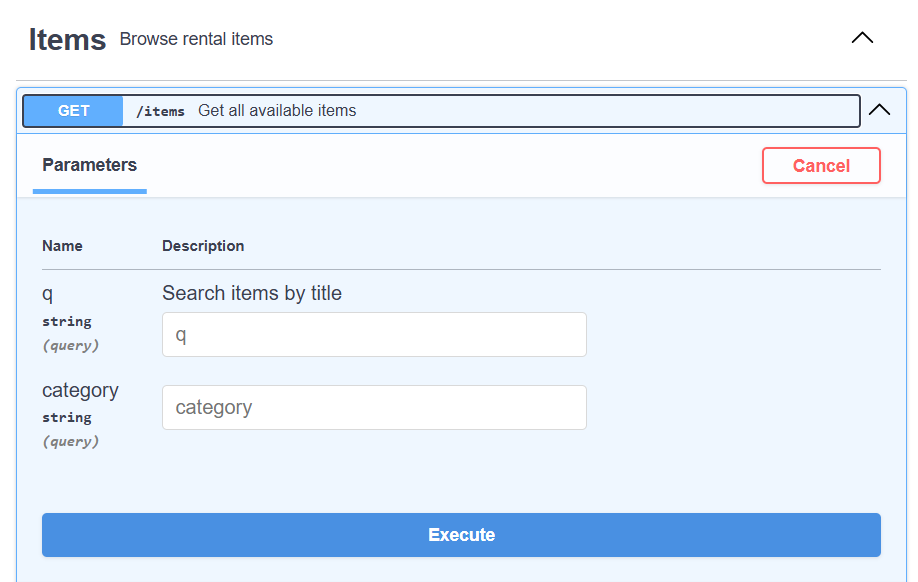 Items Browse rental items
GET /items Get all available items
Parameters Cancel
Name Description
q Search items by title
string q
(query)
category category
string
(query)
Execute